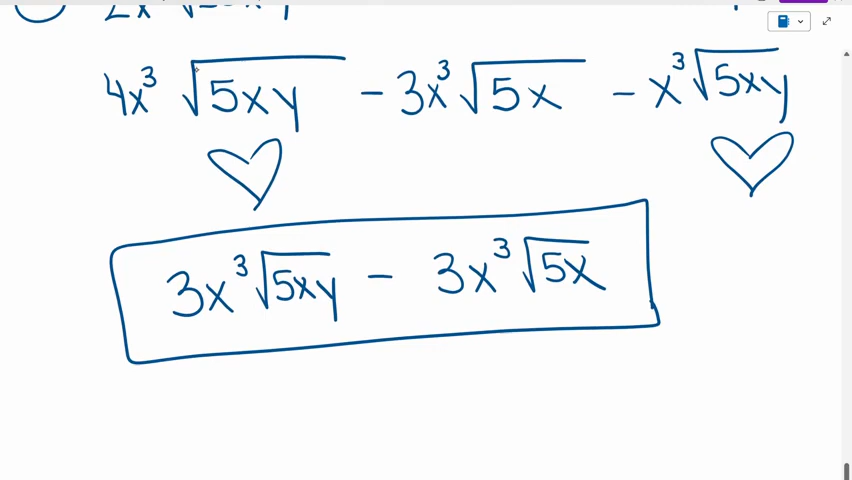 4x³ √5xy - 3x³ √5x - x³ √5xy
3x³ √5xy - 3x³ √5x